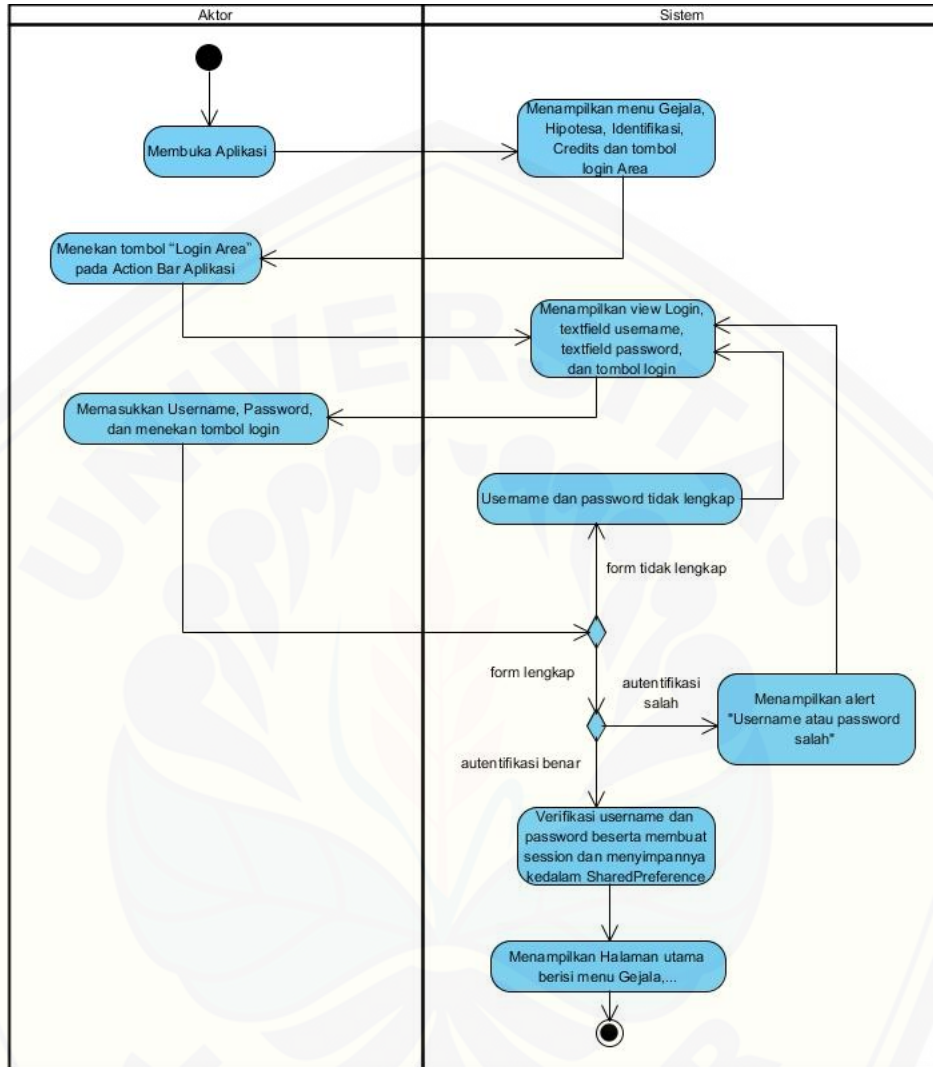 Aktor
Sistem
Membuka Aplikasi
Menampilkan menu Gejala,
Hipotesa, Identifikasi,
Credits dan tombol
login Area
Menekan tombol "Login Area"
pada Action Bar Aplikasi
Menampilkan view Login,
textfield username,
textfield password,
dan tombol login
Memasukkan Username, Password,
dan menekan tombol login
Username dan password tidak lengkap
form tidak lengkap
form lengkap
autentifikasi
salah
Menampilkan alert
"Username atau password
salah"
autentifikasi benar
Verifikasi username dan
password beserta membuat
session dan menyimpannya
kedalam SharedPreference
Menampilkan Halaman utama
berisi menu Gejala,...
UNIVERSITAS